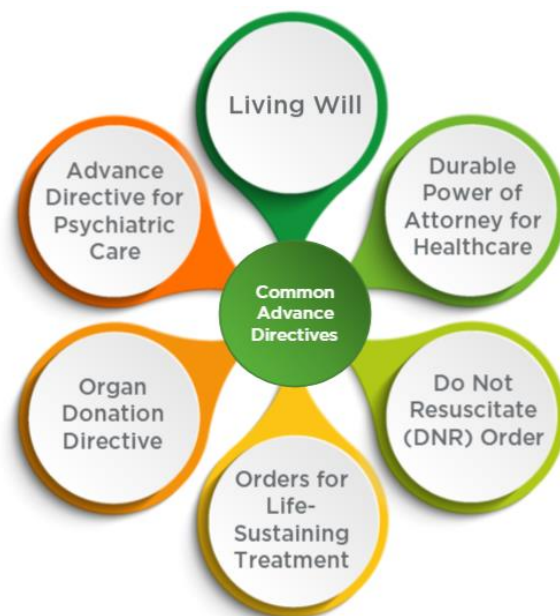 Living Will
Durable
Power of
Attorney for
Healthcare
Do Not
Resuscitate
(DNR) Order
Orders for
Life-
Sustaining
Treatment
Organ
Donation
Directive
Advance
Directive for
Psychiatric
Care
Common
Advance
Directives